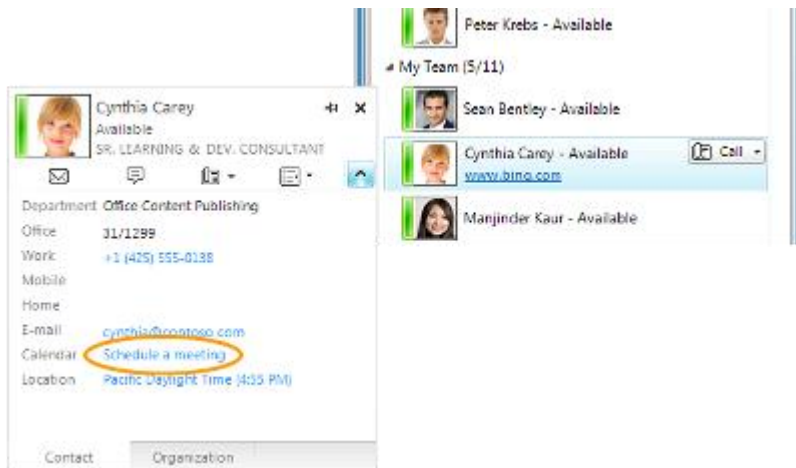 Peter Krebs - Available
My Team (5/11)
Sean Bentley - Available
Cynthia Carey - Available
Call
www.bing.com
Manjinder Kaur - Available
Cynthia Carey
Available
SR. LEARNING & DEV. CONSULTANT
Department Office Content Publishing
Office 31/1299
Work +1 (425) 555-0138
Mobile
Home
E-mail cynthia@contoso.com
Calendar Schedule a meeting
Location Pacific Daylight Time (4:55 PM)
Contact Organization